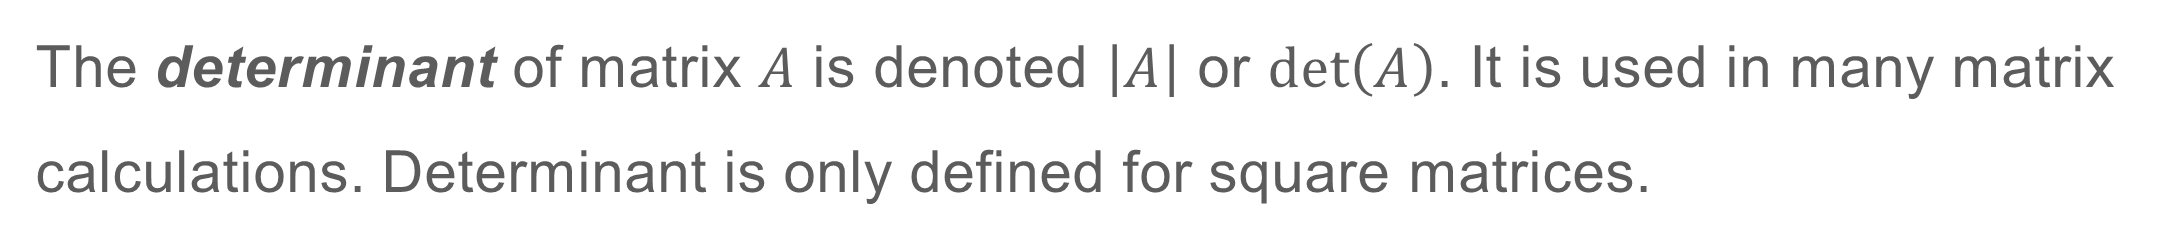 The determinant of matrix A is denoted |A| or det(A). It is used in many matrix
calculations. Determinant is only defined for square matrices.